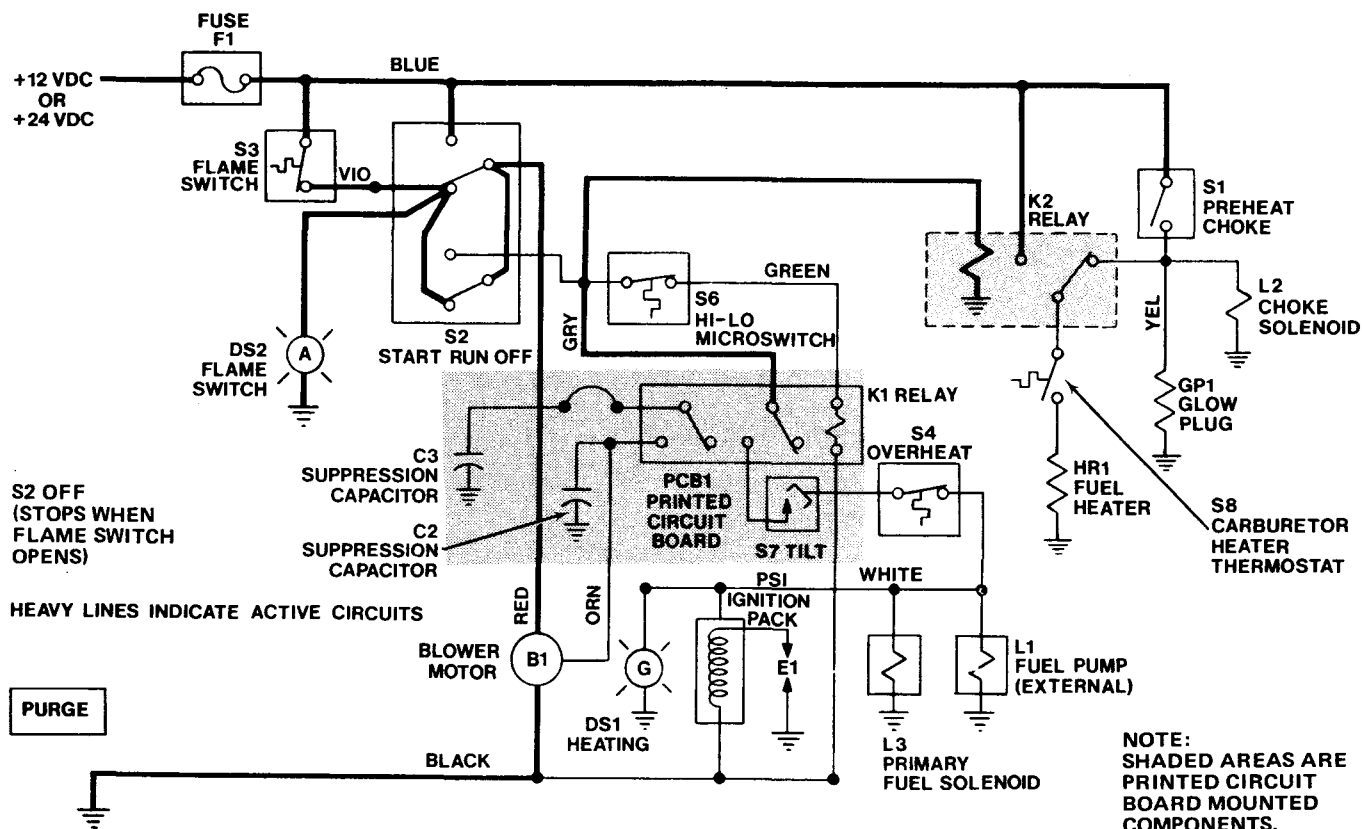 FUSE
F1
+12 VDC
OR
+24 VDC
BLUE
S3
FLAME
SWITCH
VIO
S1
PREHEAT
CHOKE
K2
RELAY
GREEN
S6
HI-LO
MICROSWITCH
YEL
L2
CHOKE
SOLENOID
DS2
FLAME
SWITCH
A
S2
START RUN OFF
GRY
K1 RELAY
GP1
GLOW
PLUG
S4
OVERHEAT
C3
SUPPRESSION
CAPACITOR
PCB1
PRINTED
CIRCUIT
BOARD
S7 TILT
HR1
FUEL
HEATER
S8
CARBURETOR
HEATER
THERMOSTAT
S2 OFF
(STOPS WHEN
FLAME SWITCH
OPENS)
C2
SUPPRESSION
CAPACITOR
HEAVY LINES INDICATE ACTIVE CIRCUITS
RED
ORN
PSI
IGNITION
PACK
WHITE
BLOWER
MOTOR
B1
G
E1
L1
FUEL PUMP
(EXTERNAL)
PURGE
DS1
HEATING
L3
PRIMARY
FUEL SOLENOID
BLACK
NOTE:
SHADED AREAS ARE
PRINTED CIRCUIT
BOARD MOUNTED
COMPONENTS.